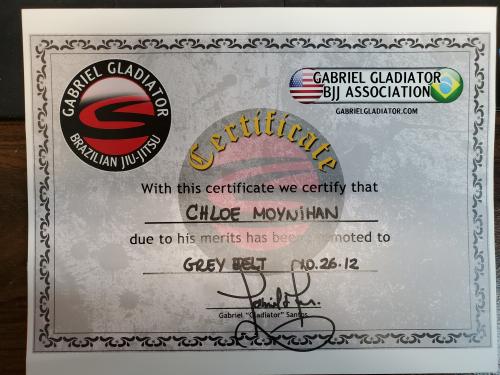 GABRIEL GLADIATOR
BRAZILIAN JIU-JITSU
GABRIEL GLADIATOR
BJJ ASSOCIATION
GABRIELGLADIATOR.COM
Certificate
With this certificate we certify that
CHLOE MOYNIHAN
due to his merits has been promoted to
GREY BELT 10.26.12
Gabriel "Gladiator" Santos